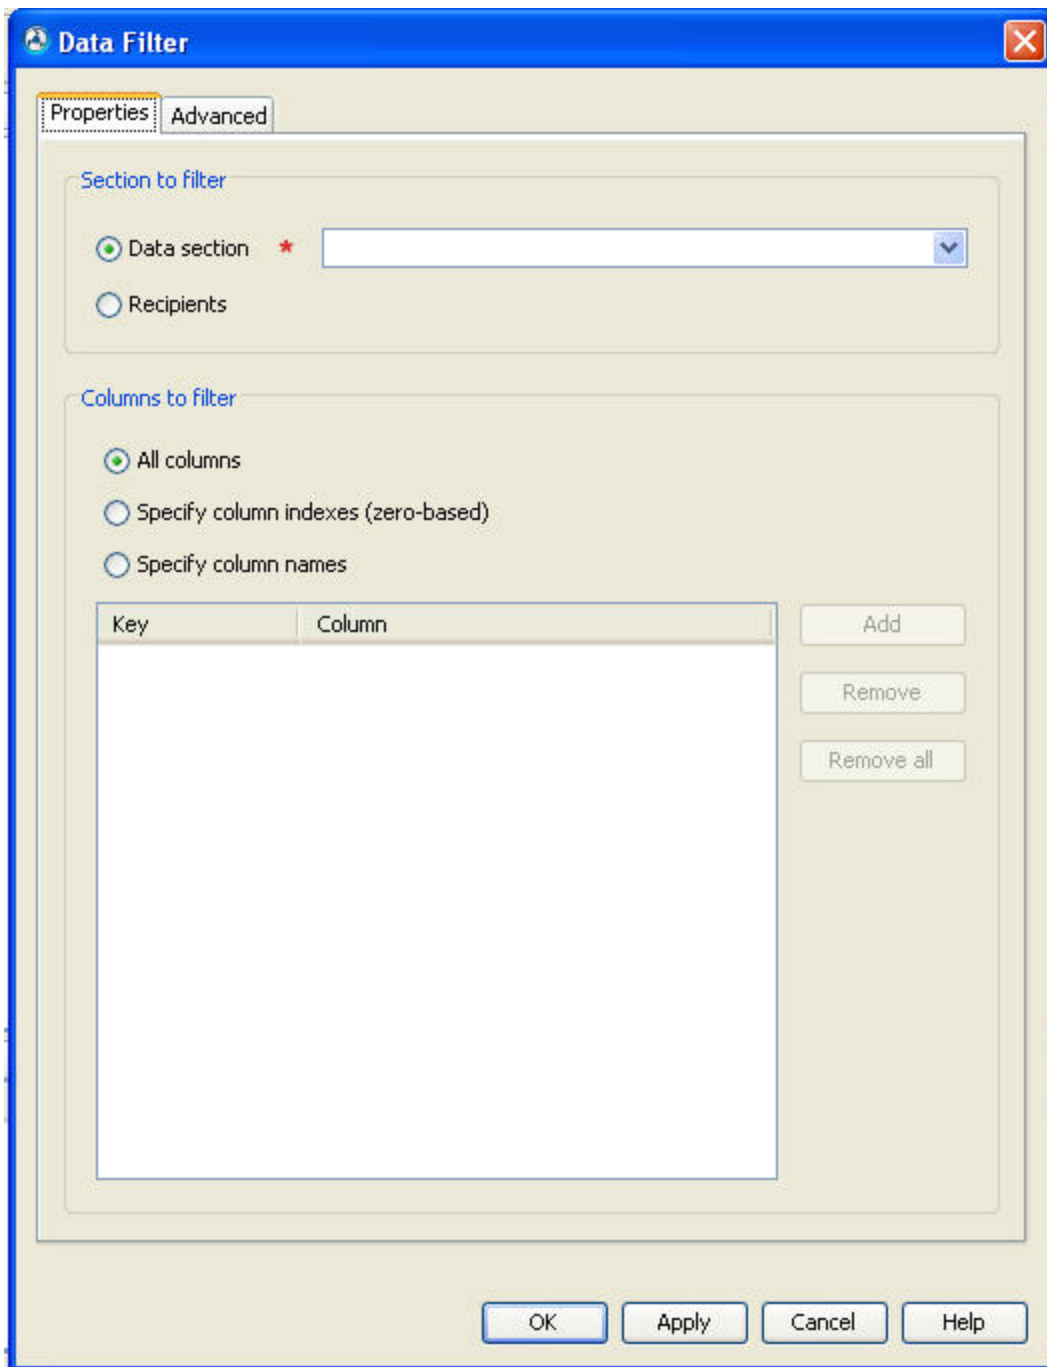 Data Filter
Properties Advanced
Section to filter
Data section *
Recipients
Columns to filter
All columns
Specify column indexes (zero-based)
Specify column names
Key Column Add
Remove
Remove all
OK Apply Cancel Help